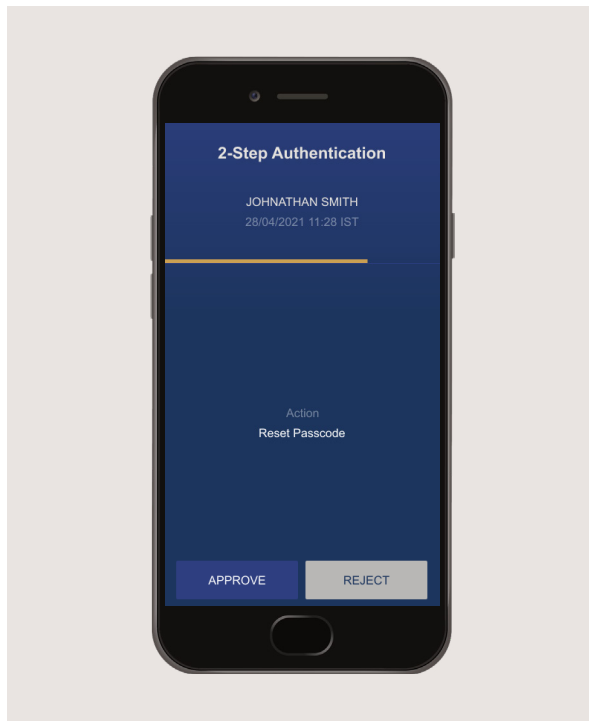 2-Step Authentication
JOHNATHAN SMITH
28/04/2021 11:28 IST
Action
Reset Passcode
APPROVE
REJECT